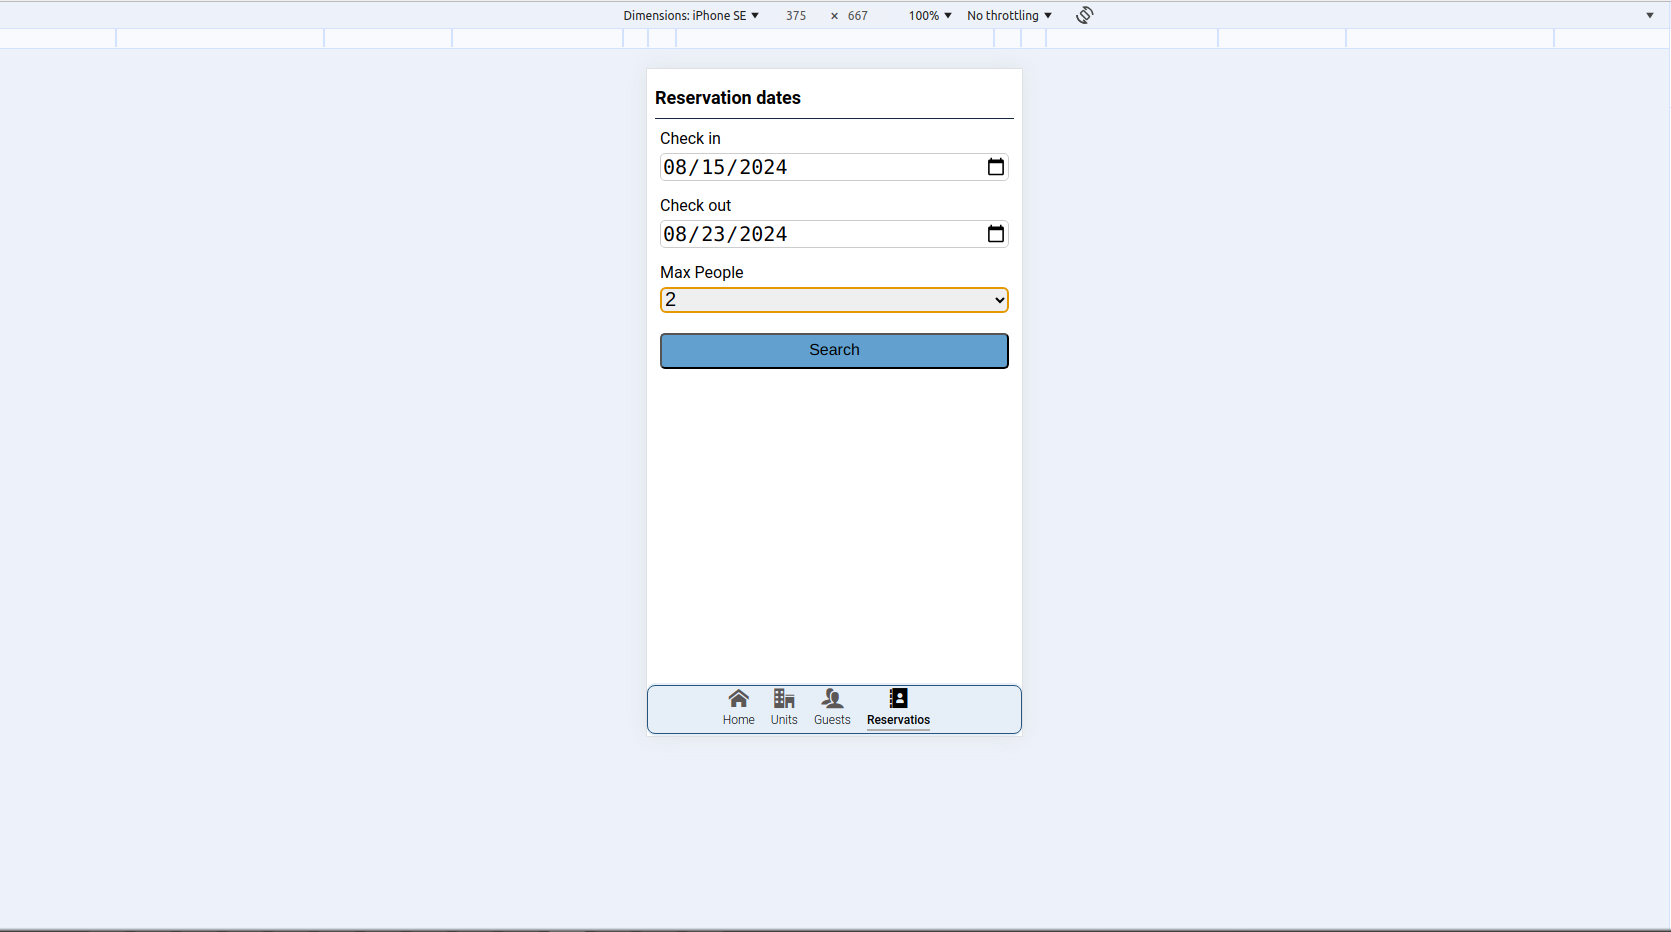 Dimensions: iPhone SE 375 × 667 100% No throttling
Reservation dates
Check in
08/15/2024
Check out
08/23/2024
Max People
2
Search
Home Units Guests Reservatios